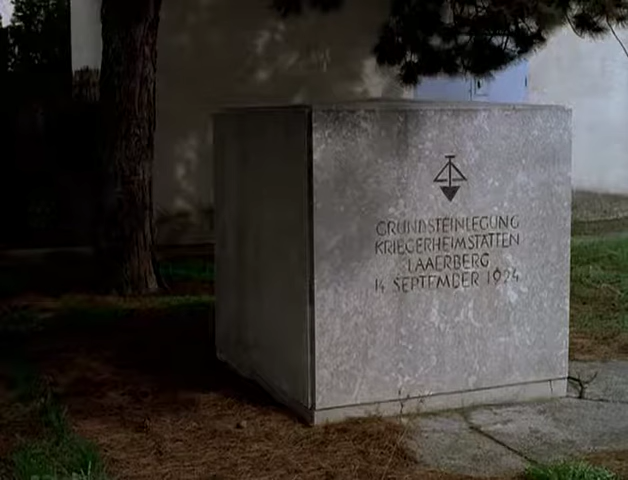 GRUNDSTEINLEGUNG
KRIEGERHEIMSTÄTTEN
LAAERBERG
14 SEPTEMBER 1924